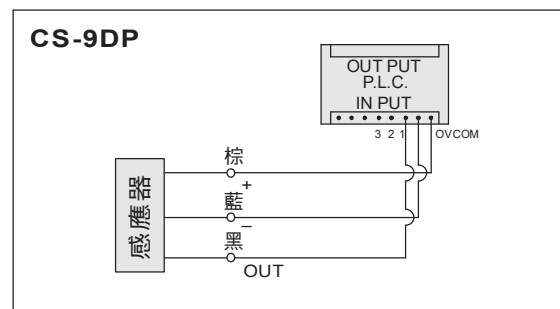 CS-9DP
OUT PUT
P.L.C.
IN PUT
3 2 1 OVCOM
感應器
棕
+
藍
–
黑
OUT